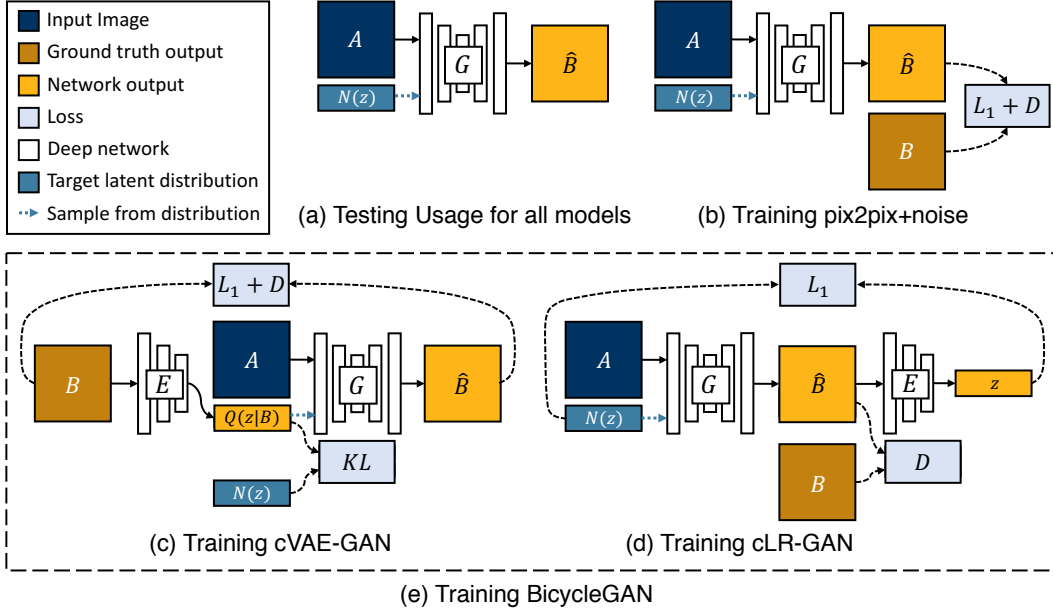 Input Image
Ground truth output
Network output
Loss
Deep network
Target latent distribution
Sample from distribution
A
N(z)
G
B̂
(a) Testing Usage for all models
A
N(z)
G
B̂
B
L₁ + D
(b) Training pix2pix+noise
L₁ + D
B
E
A
Q(z|B)
G
B̂
KL
N(z)
(c) Training cVAE-GAN
L₁
A
N(z)
G
B̂
E
z
B
D
(d) Training cLR-GAN
(e) Training BicycleGAN